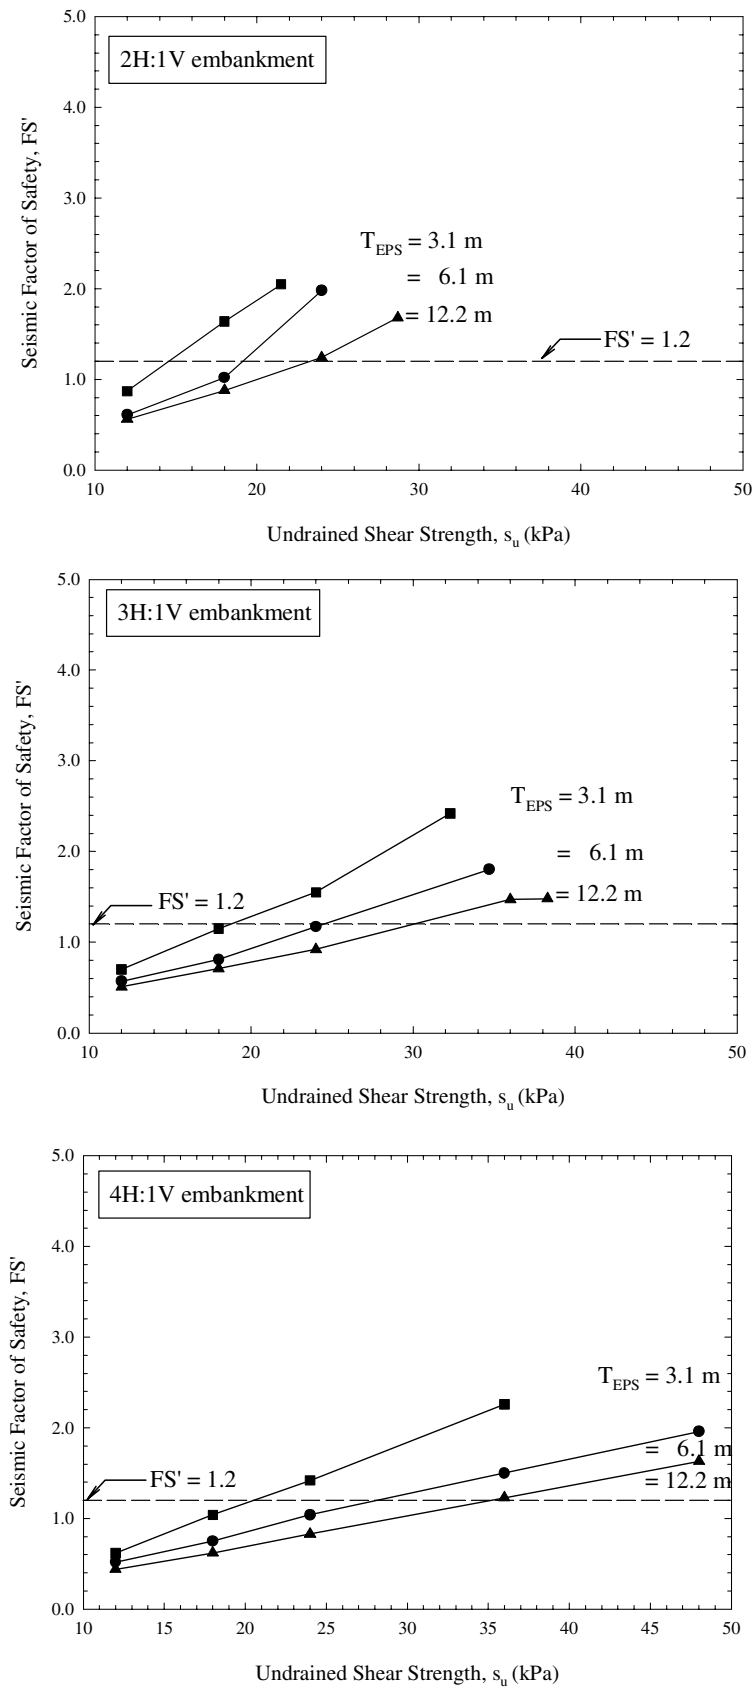 5.0
2H:1V embankment
4.0
Seismic Factor of Safety, FS'
3.0
T_EPS = 3.1 m
= 6.1 m
2.0
= 12.2 m
FS' = 1.2
1.0
0.0
10 20 30 40 50
Undrained Shear Strength, s_u (kPa)
5.0
3H:1V embankment
4.0
Seismic Factor of Safety, FS'
3.0
T_EPS = 3.1 m
2.0
= 6.1 m
= 12.2 m
FS' = 1.2
1.0
0.0
10 20 30 40 50
Undrained Shear Strength, s_u (kPa)
5.0
4H:1V embankment
4.0
Seismic Factor of Safety, FS'
3.0
T_EPS = 3.1 m
2.0
= 6.1 m
= 12.2 m
FS' = 1.2
1.0
0.0
10 15 20 25 30 35 40 45 50
Undrained Shear Strength, s_u (kPa)